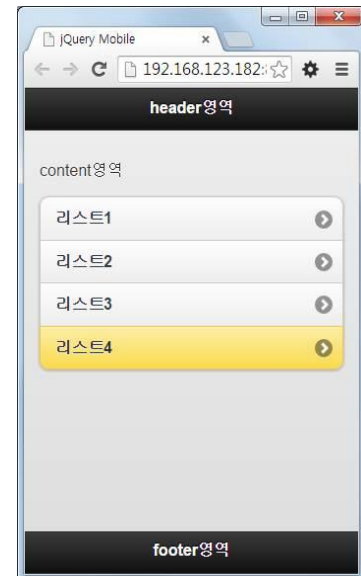 jQuery Mobile
192.168.123.182:
header영역
content영역
리스트1
리스트2
리스트3
리스트4
footer영역